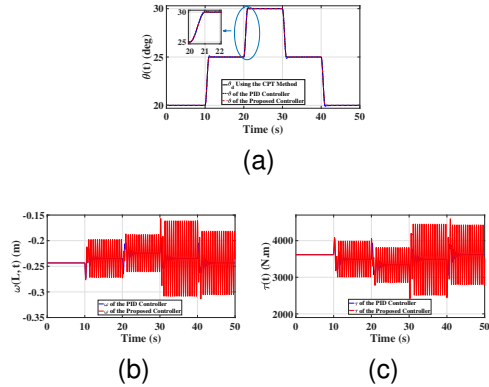 30
30
25
20 21 22
25
20
θ(t) (deg)
θ_d Using the CPT Method
θ of the PID Controller
θ of the Proposed Controller
0 10 20 30 40 50
Time (s)
(a)
-0.15
-0.2
-0.25
-0.3
-0.35
ω(L, t) (m)
ω of the PID Controller
ω of the Proposed Controller
0 10 20 30 40 50
Time (s)
(b)
4000
3000
2000
τ(t) (N.m)
τ of the PID Controller
τ of the Proposed Controller
0 10 20 30 40 50
Time (s)
(c)